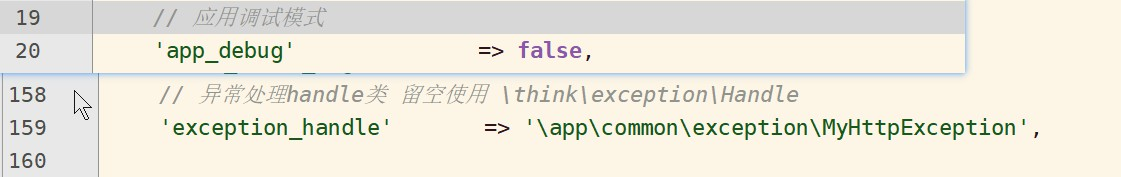 19 // 应用调试模式
20 'app_debug' => false,
158 // 异常处理handle类 留空使用 \think\exception\Handle
159 'exception_handle' => '\app\common\exception\MyHttpException',
160